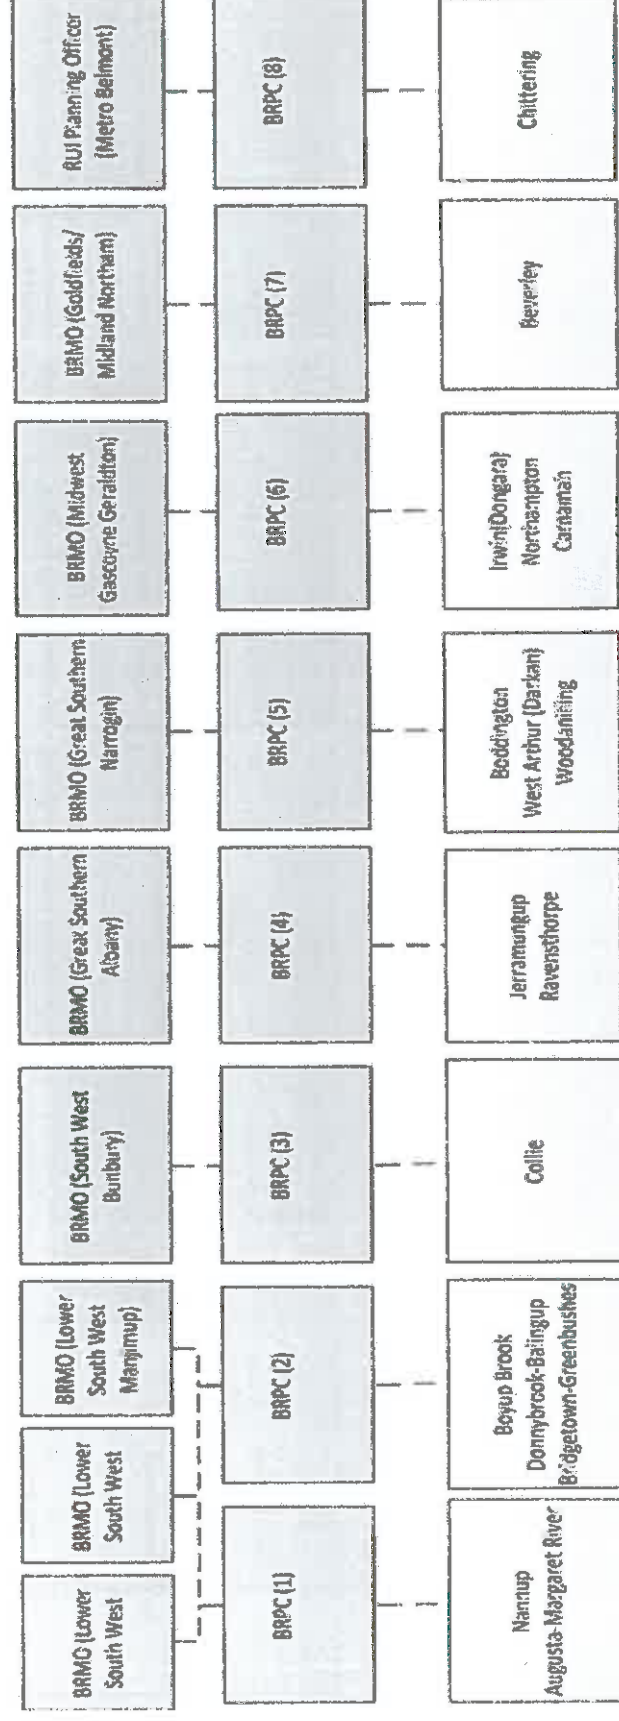 BRMO (Lower
South West
BRMO (Lower
South West
BRMO (Lower
South West
Manjimup)
BRMO (South West
Bunbury)
BRMO (Great Southern
Albany)
BRMO (Great Southern
Narrogin)
BRMO (Midwest
Gascoyne Geraldton)
BRMO (Goldfields/
Midland Northam)
RUI Planning Officer
(Metro Belmont)
BRPC (1)
BRPC (2)
BRPC (3)
BRPC (4)
BRPC (5)
BRPC (6)
BRPC (7)
BRPC (8)
Nannup
Augusta-Margaret River
Boyup Brook
Donnybrook-Balingup
Bridgetown-Greenbushes
Collie
Jerramungup
Ravensthorpe
Boddington
West Arthur (Darkan)
Woodanilling
Irwin(Dongara)
Northampton
Carnamah
Beverley
Chittering